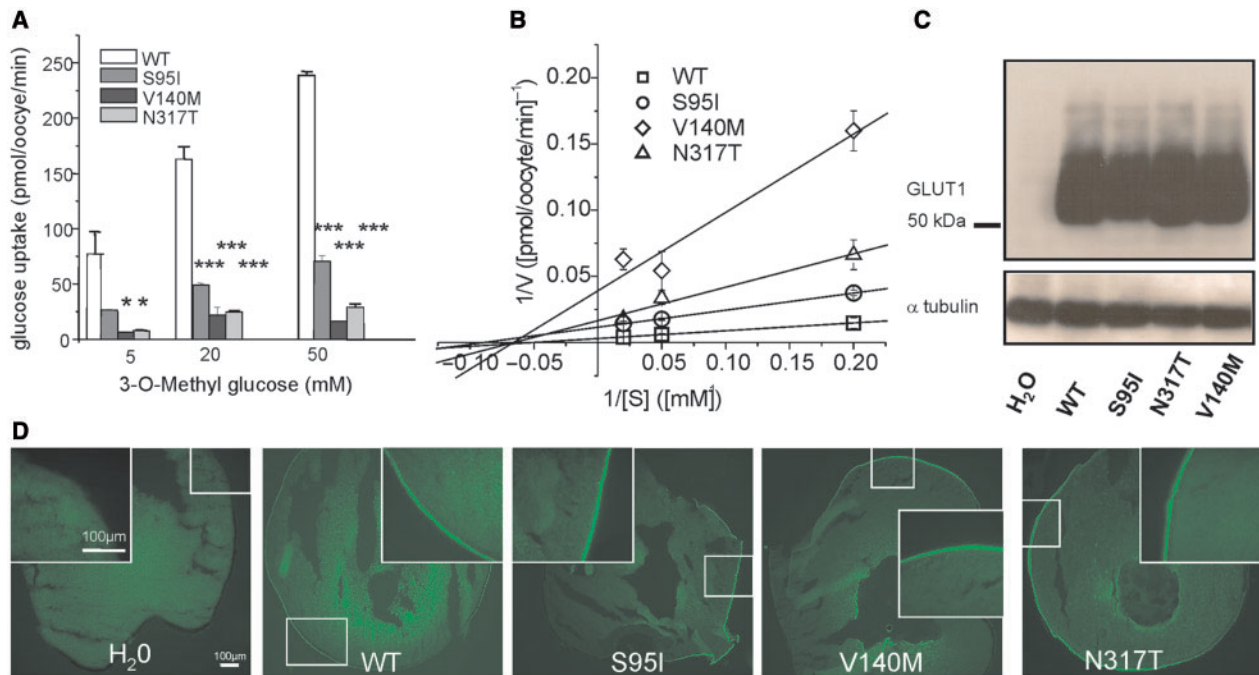 A
glucose uptake (pmol/oocye/min)
250
200
150
100
50
0
WT
S95I
V140M
N317T
* *
***
*** ***
*** ***
***
5 20 50
3-O-Methyl glucose (mM)
B
1/V ([pmol/oocyte/min]⁻¹
0.20
0.15
0.10
0.05
WT
S95I
V140M
N317T
−0.10 −0.05 0.05 0.10 0.15 0.20
1/[S] ([mM]¹)
C
GLUT1
50 kDa
α tubulin
H₂O
WT
S95I
N317T
V140M
D
100μm
H₂0
100μm
WT
S95I
V140M
N317T